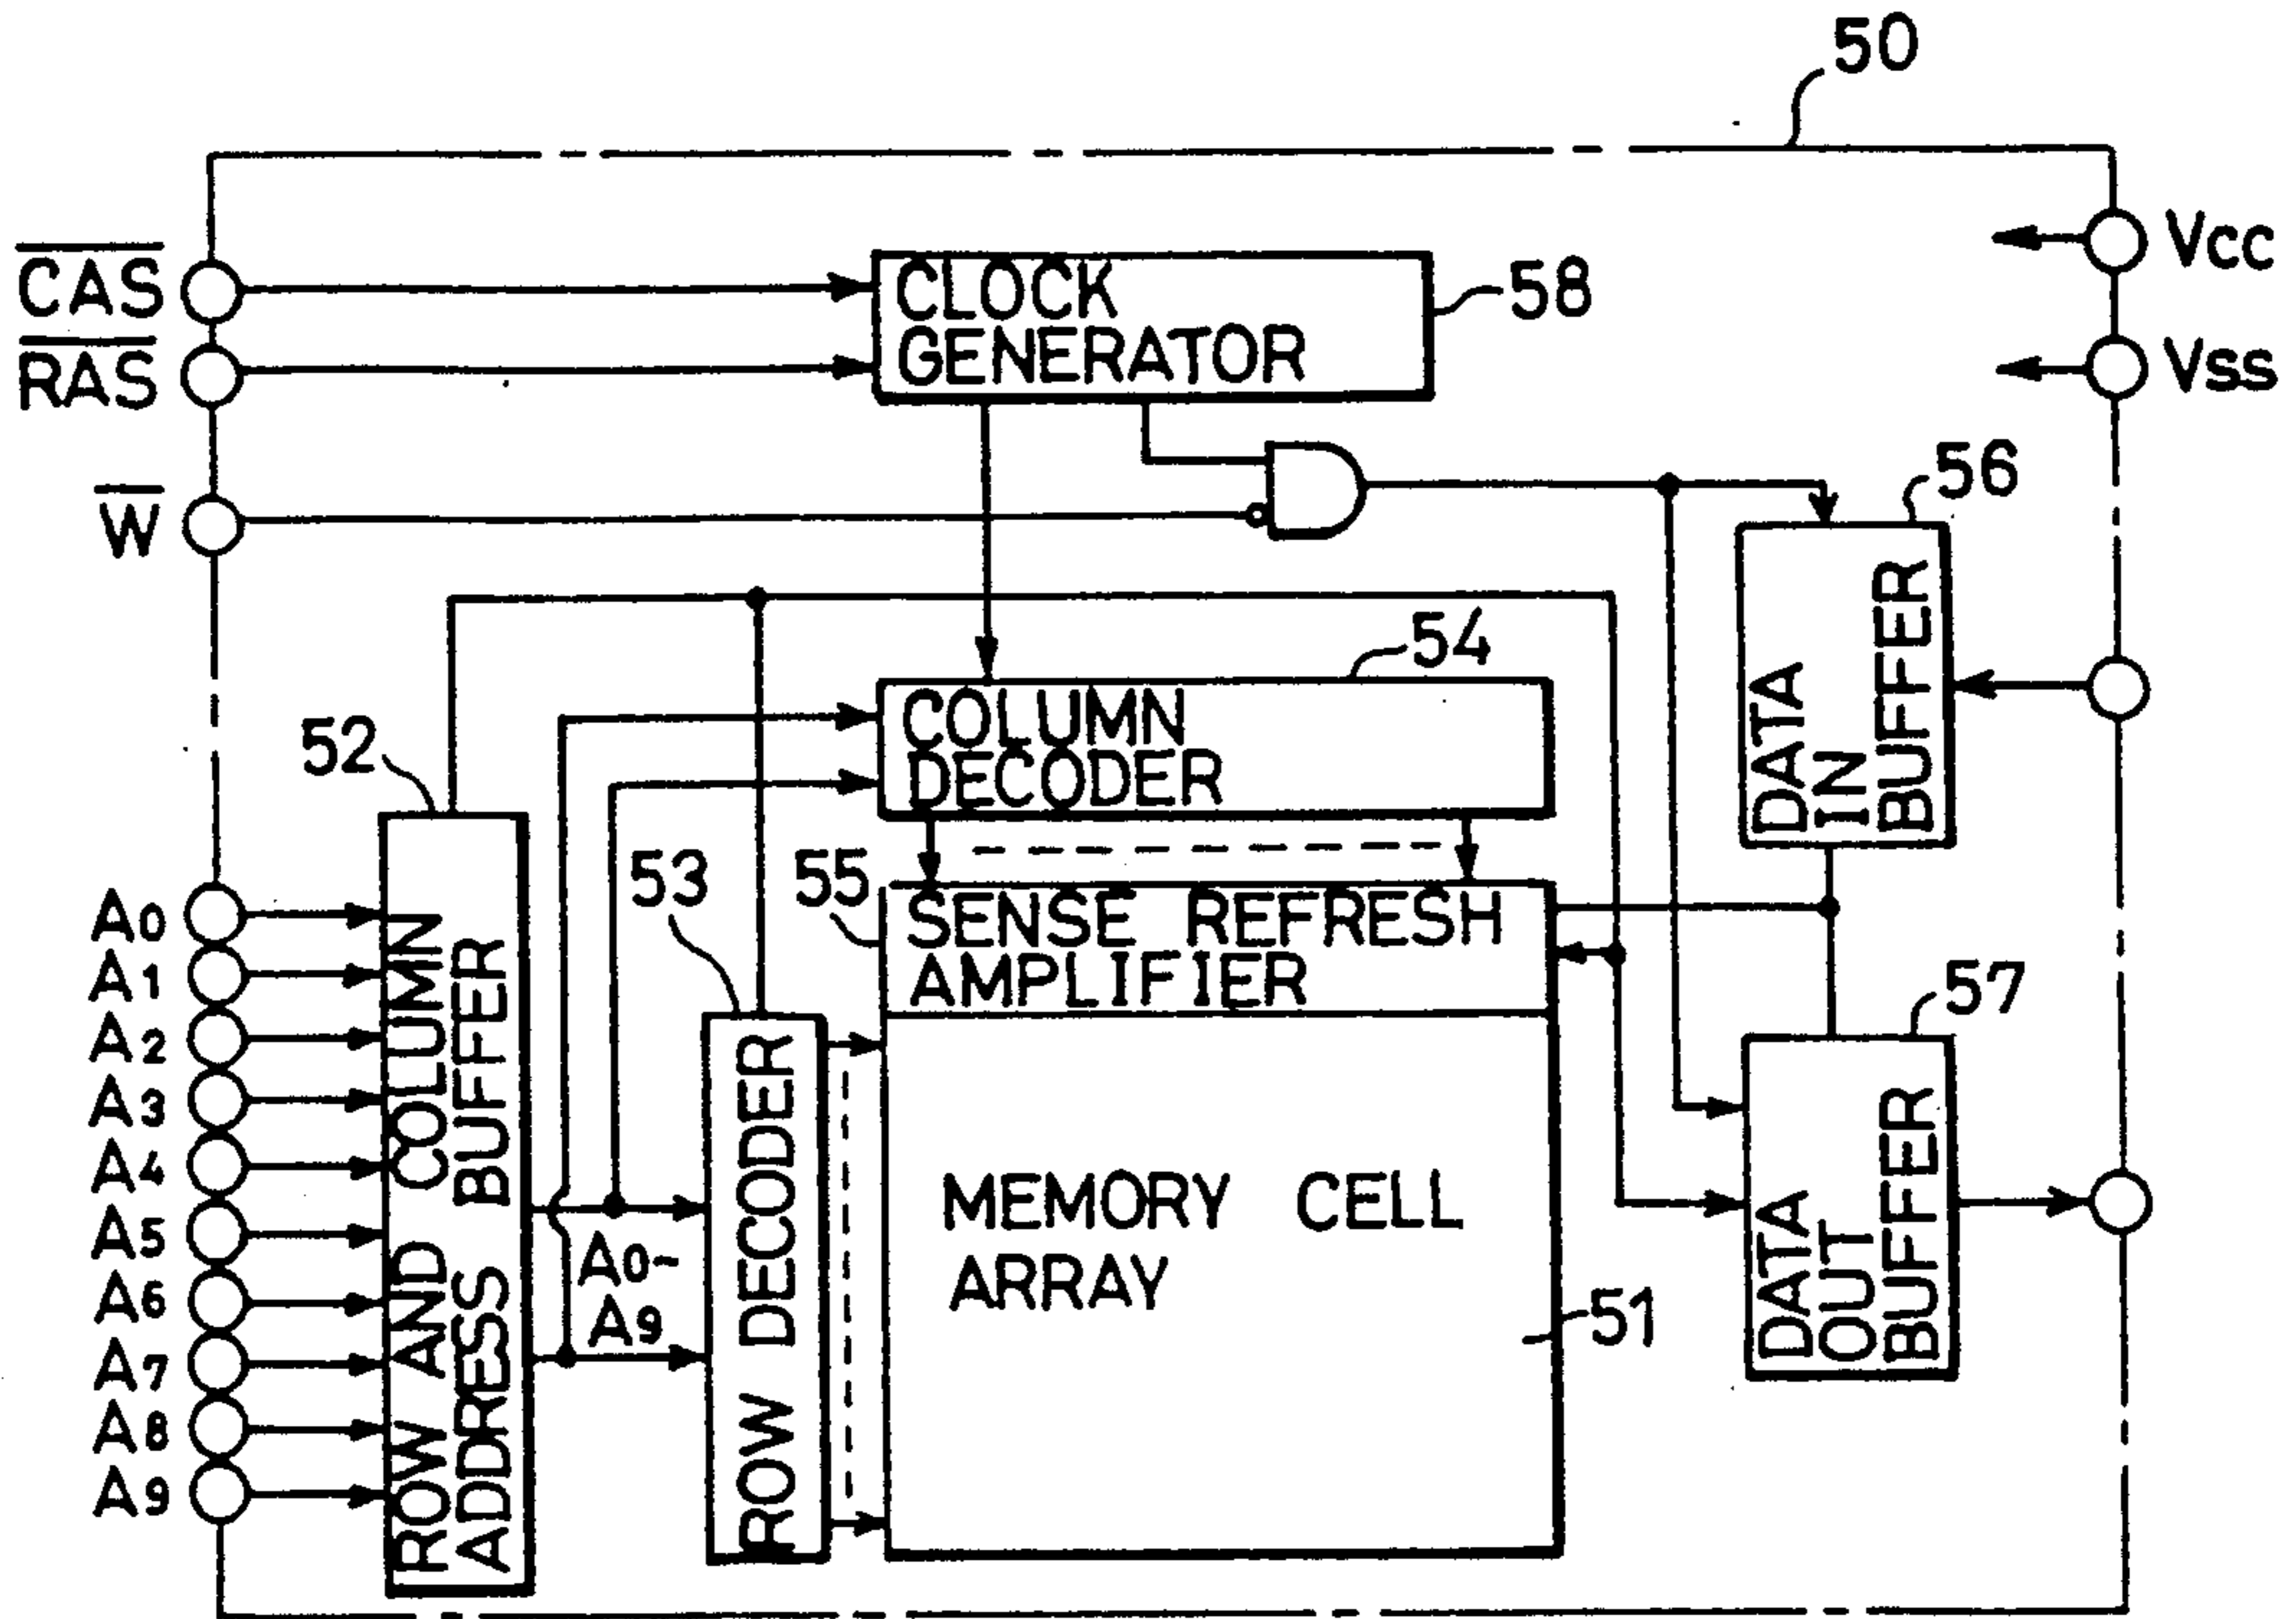 50
CAS
RAS
W
CLOCK
GENERATOR
58
Vcc
Vss
56
DATA
IN
BUFFER
54
COLUMN
DECODER
52
53
55
SENSE REFRESH
AMPLIFIER
57
A0
A1
A2
A3
A4
A5
A6
A7
A8
A9
ROW AND COLUMN
ADDRESS BUFFER
A0-
A9
ROW DECODER
MEMORY CELL
ARRAY
51
DATA
OUT
BUFFER